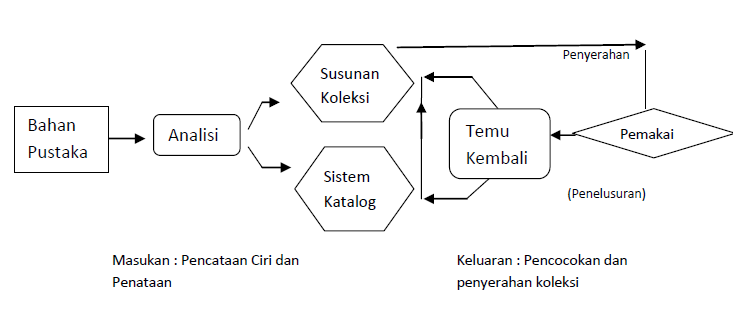 Susunan
Koleksi
Penyerahan
Bahan
Pustaka
Analisi
Temu
Kembali
Pemakai
Sistem
Katalog
(Penelusuran)
Masukan : Pencataan Ciri dan
Penataan
Keluaran : Pencocokan dan
penyerahan koleksi